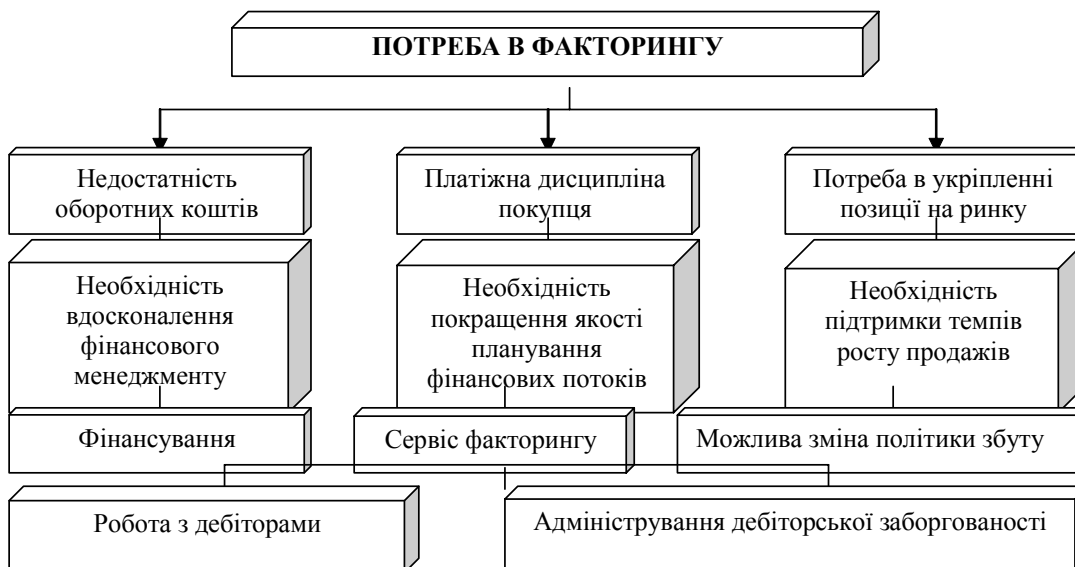 ПОТРЕБА В ФАКТОРИНГУ
Недостатність
оборотних коштів
Платіжна дисципліна
покупця
Потреба в укріпленні
позиції на ринку
Необхідність
вдосконалення
фінансового
менеджменту
Необхідність
покращення якості
планування
фінансових потоків
Необхідність
підтримки темпів
росту продажів
Фінансування
Сервіс факторингу
Можлива зміна політики збуту
Робота з дебіторами
Адміністрування дебіторської заборгованості